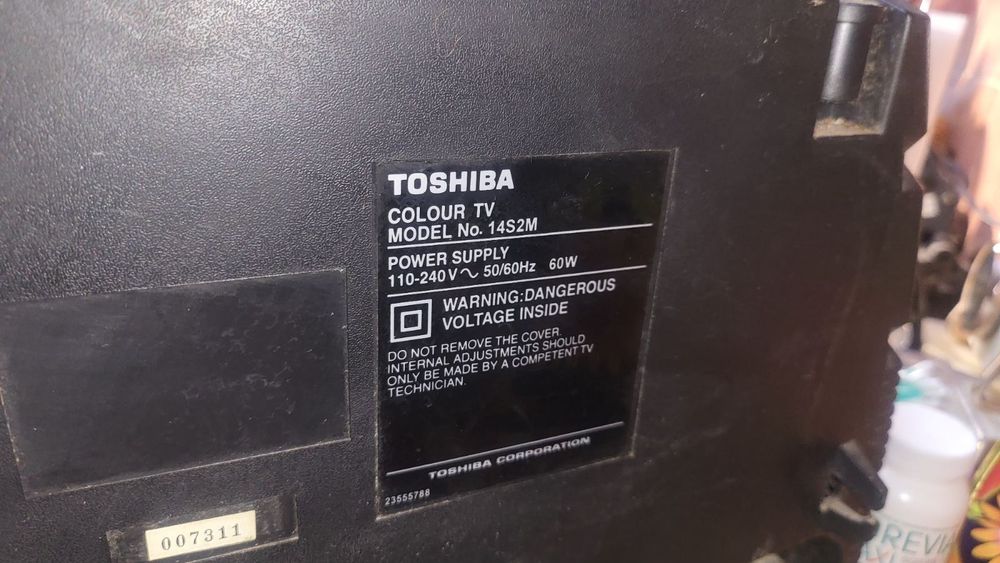 TOSHIBA
COLOUR TV
MODEL No. 14S2M
POWER SUPPLY
110-240V ~ 50/60Hz 60W
WARNING:DANGEROUS
VOLTAGE INSIDE
DO NOT REMOVE THE COVER.
INTERNAL ADJUSTMENTS SHOULD
ONLY BE MADE BY A COMPETENT TV
TECHNICIAN.
TOSHIBA CORPORATION
23555788
007311